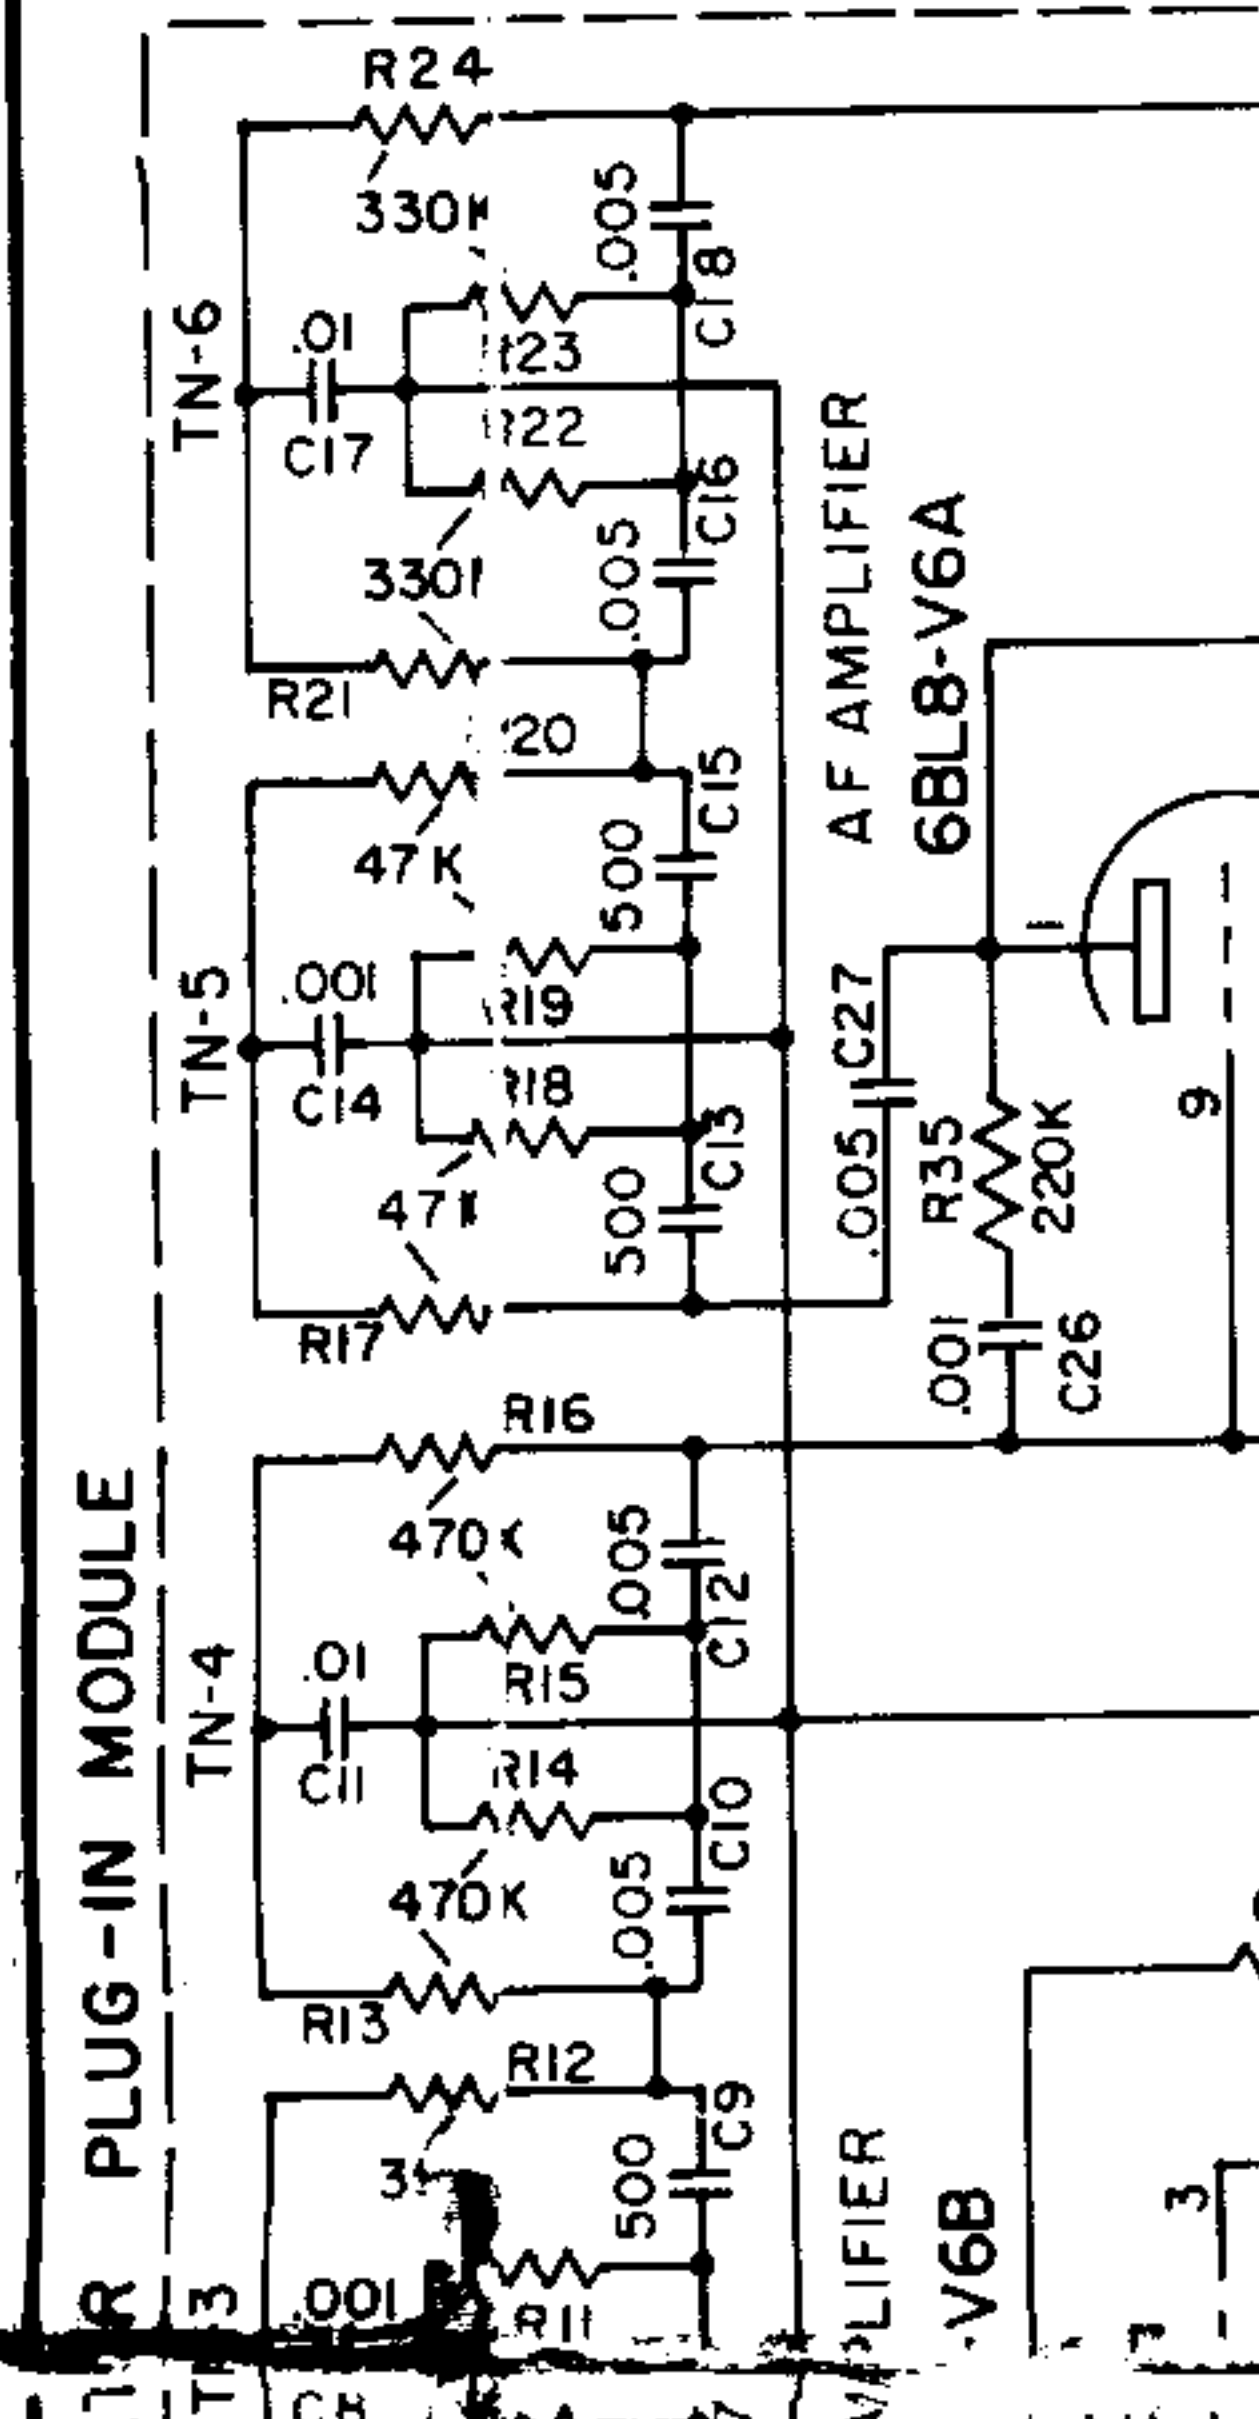 R24
330K
.005
C18
TN-6
.01
C17
R23
R22
C16
330K
.005
R21
R20
AF AMPLIFIER
6BL8-V6A
47K
500
C15
TN-5
.001
C14
R19
R18
C13
47K
500
R17
1
C27
.005
R35
220K
9
.001
C26
PLUG-IN MODULE
R16
470K
.005
C12
TN-4
.01
C11
R15
R14
C10
470K
.005
R13
R12
500
C9
.001
R11
V6B
3